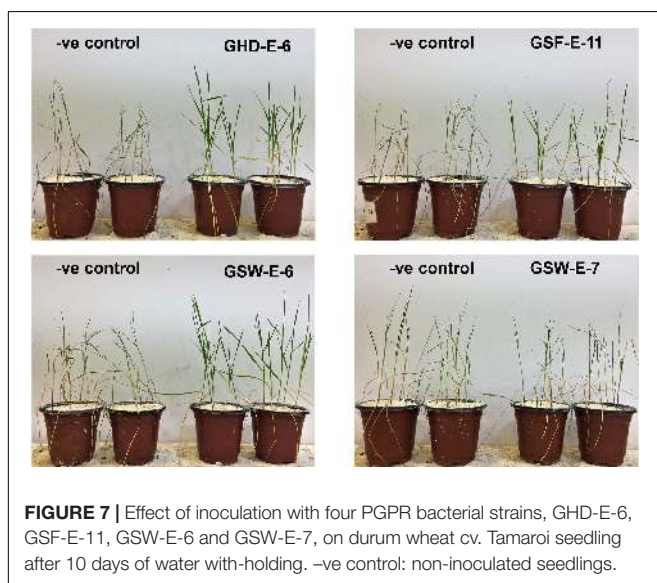 -ve control GHD-E-6
-ve control GSF-E-11
-ve control GSW-E-6
-ve control GSW-E-7
FIGURE 7 | Effect of inoculation with four PGPR bacterial strains, GHD-E-6,
GSF-E-11, GSW-E-6 and GSW-E-7, on durum wheat cv. Tamaroi seedling
after 10 days of water with-holding. –ve control: non-inoculated seedlings.